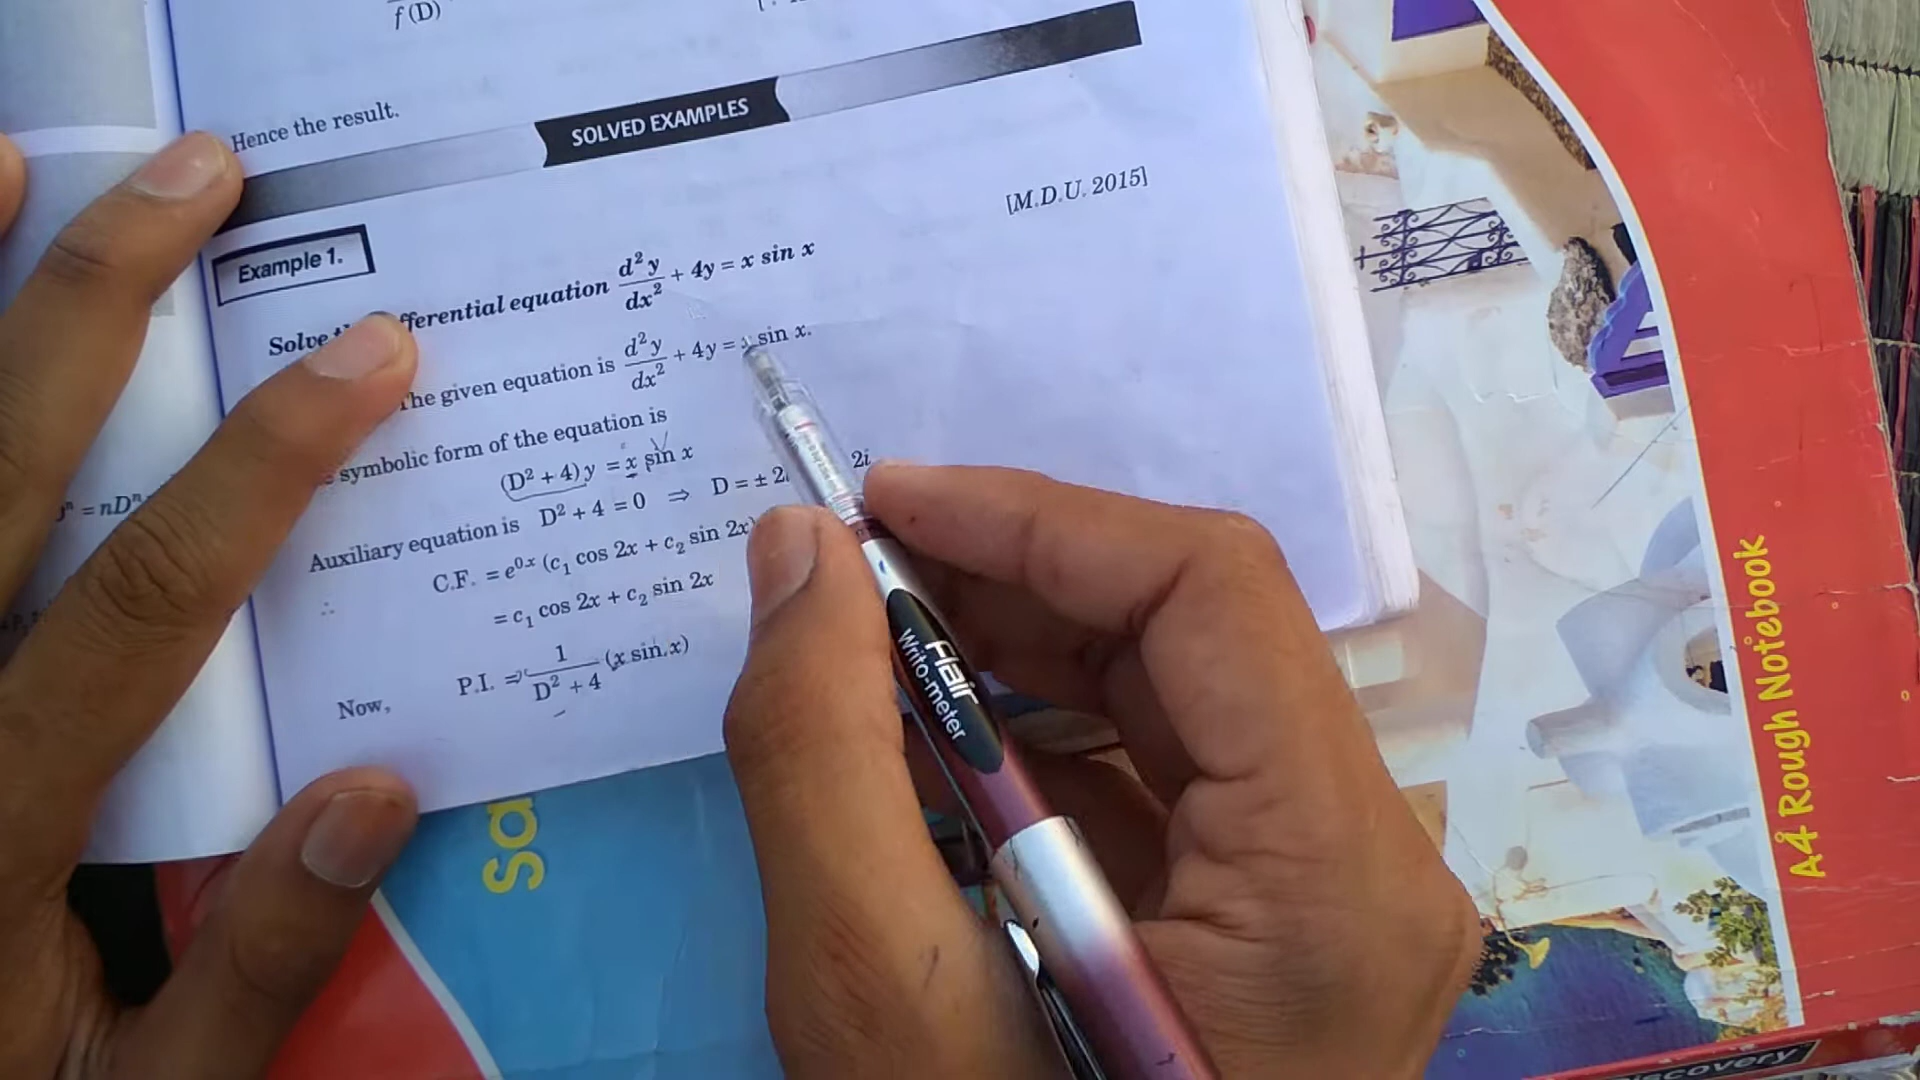 f(D)
Hence the result.
SOLVED EXAMPLES
[M.D.U. 2015]
Example 1.
Solve ferential equation d²y/dx² + 4y = x sin x
The given equation is d²y/dx² + 4y = x sin x.
symbolic form of the equation is
(D² + 4) y = x sin x
Auxiliary equation is D² + 4 = 0 ⇒ D = ± 2i 2i
∴ C.F. = e⁰·ˣ (c₁ cos 2x + c₂ sin 2x)
= c₁ cos 2x + c₂ sin 2x
Now, P.I. = 1/(D² + 4) (x sin x)
= nDⁿ
Flair
Writo-meter
A4 Rough Notebook
sa